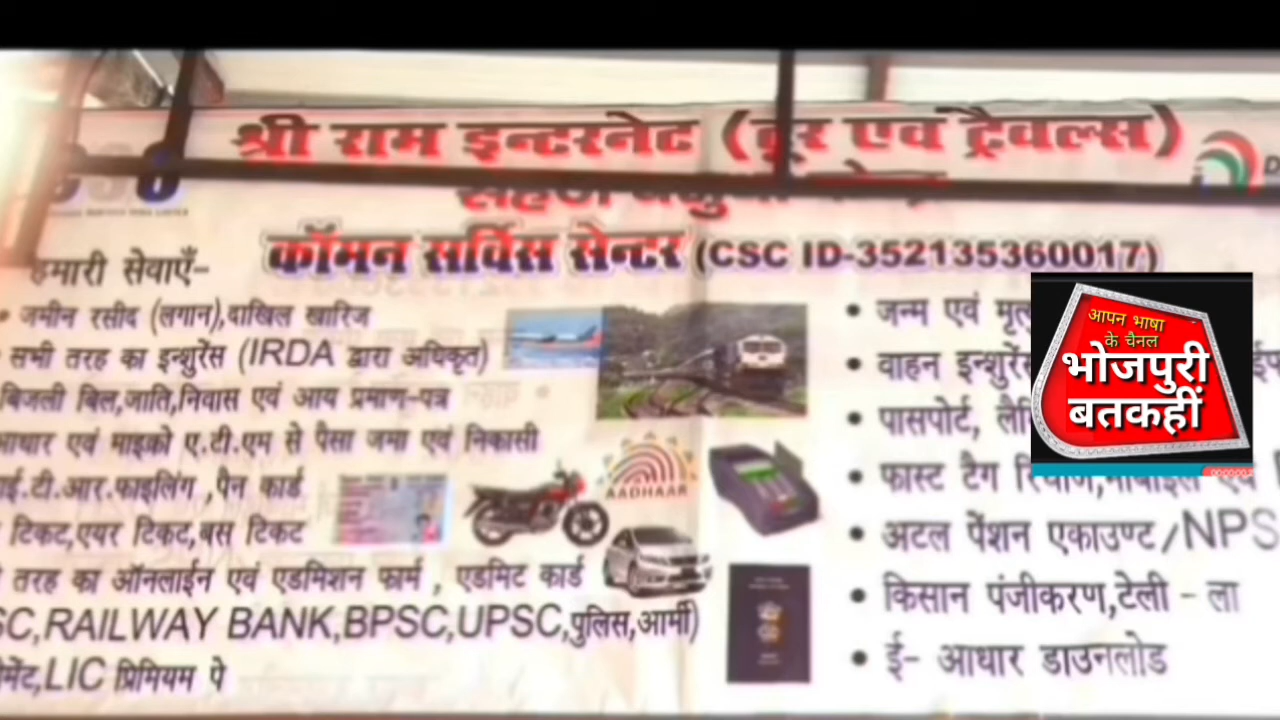 श्री राम इन्टरनेट (टूर एवं ट्रैवल्स)
कॉमन सर्विस सेन्टर (CSC ID-352135360017)
हमारी सेवाएँ-
• जमीन रसीद (लगान),दाखिल खारिज
सभी तरह का इन्शुरेंस (IRDA द्वारा अधिकृत)
बिजली बिल,जाति,निवास एवं आय प्रमाण-पत्र
आधार एवं माइक्रो ए.टी.एम से पैसा जमा एवं निकासी
आई.टी.आर.फाइलिंग ,पैन कार्ड
टिकट,एयर टिकट,बस टिकट
तरह का ऑनलाईन एवं एडमिशन फार्म , एडमिट कार्ड
SC,RAILWAY BANK,BPSC,UPSC,पुलिस,आर्मी)
LIC प्रिमियम पे
AADHAAR
• जन्म एवं
• वाहन इन्शुरेंस
• पासपोर्ट,
• फास्ट टैग
• अटल पेंशन एकाउण्ट/NPS
• किसान पंजीकरण,टेली - ला
• ई- आधार डाउनलोड
आपन भाषा
के चैनल
भोजपुरी
बतकहीं